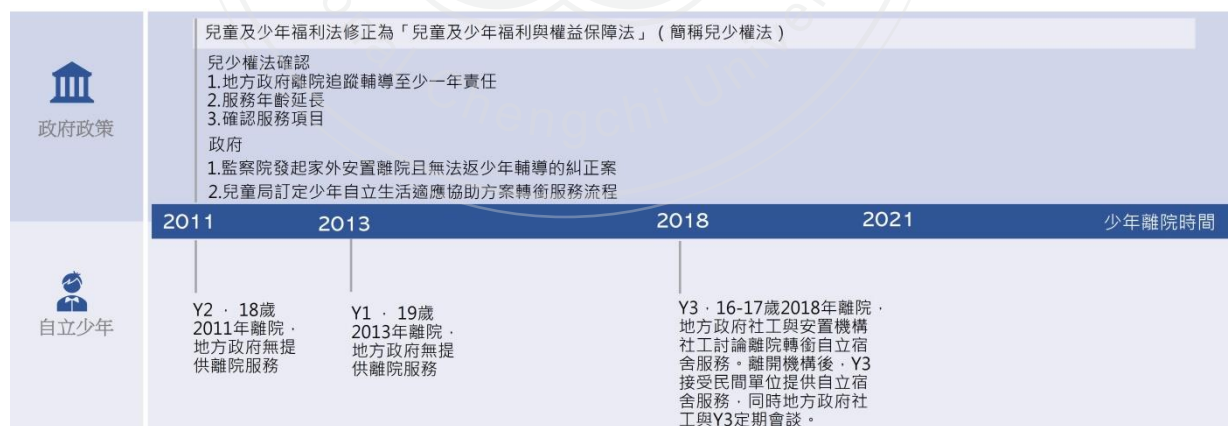 兒童及少年福利法修正為「兒童及少年福利與權益保障法」(簡稱兒少權法)
兒少權法確認
1.地方政府離院追蹤輔導至少一年責任
2.服務年齡延長
3.確認服務項目
政府
1.監察院發起家外安置離院且無法返少年輔導的糾正案
2.兒童局訂定少年自立生活適應協助方案轉銜服務流程
政府政策
2011 2013 2018 2021 少年離院時間
自立少年
Y2,18歲
2011年離院,
地方政府無提
供離院服務
Y1,19歲
2013年離院,
地方政府無提
供離院服務
Y3,16-17歲2018年離院,
地方政府社工與安置機構
社工討論離院轉銜自立宿
舍服務。離開機構後,Y3
接受民間單位提供自立宿
舍服務,同時地方政府社
工與Y3定期會談。